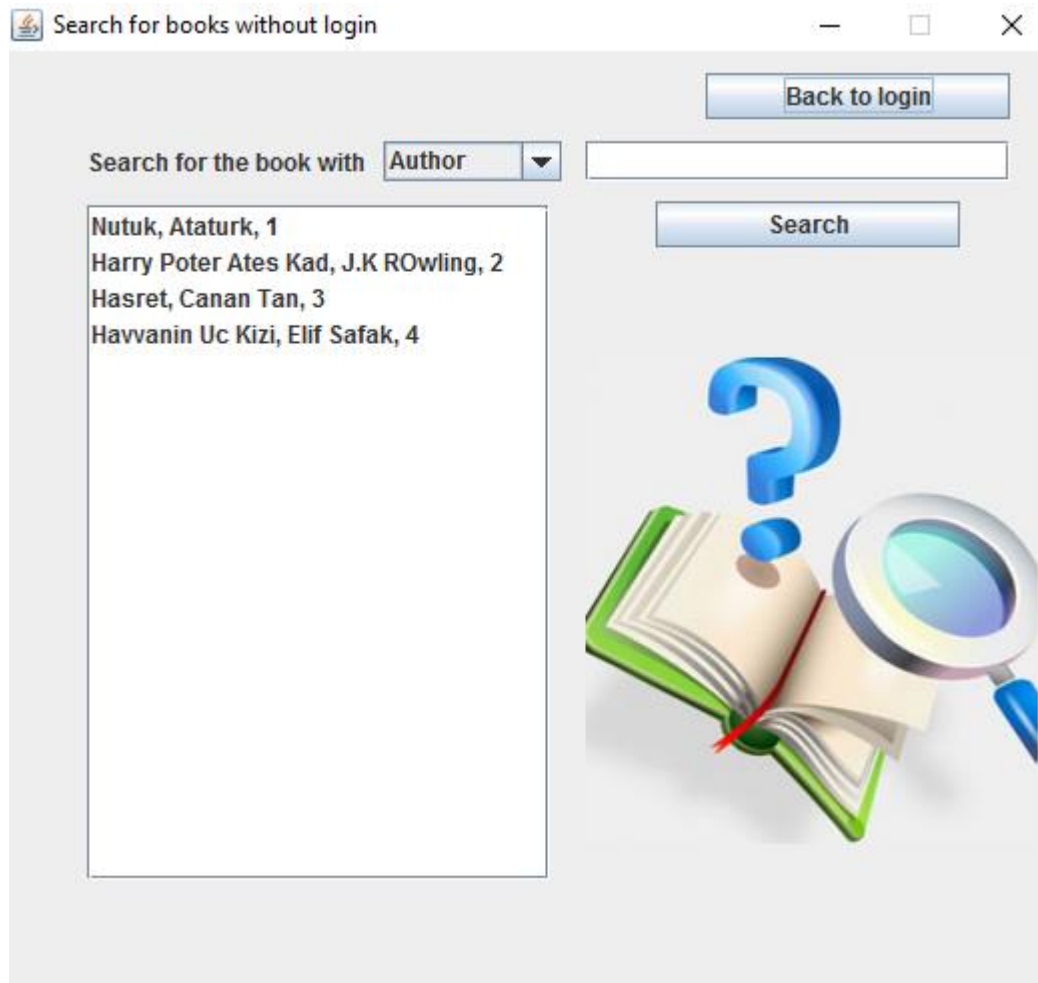 Search for books without login
Back to login
Search for the book with Author
Search
Nutuk, Ataturk, 1
Harry Poter Ates Kad, J.K ROwling, 2
Hasret, Canan Tan, 3
Havvanin Uc Kizi, Elif Safak, 4